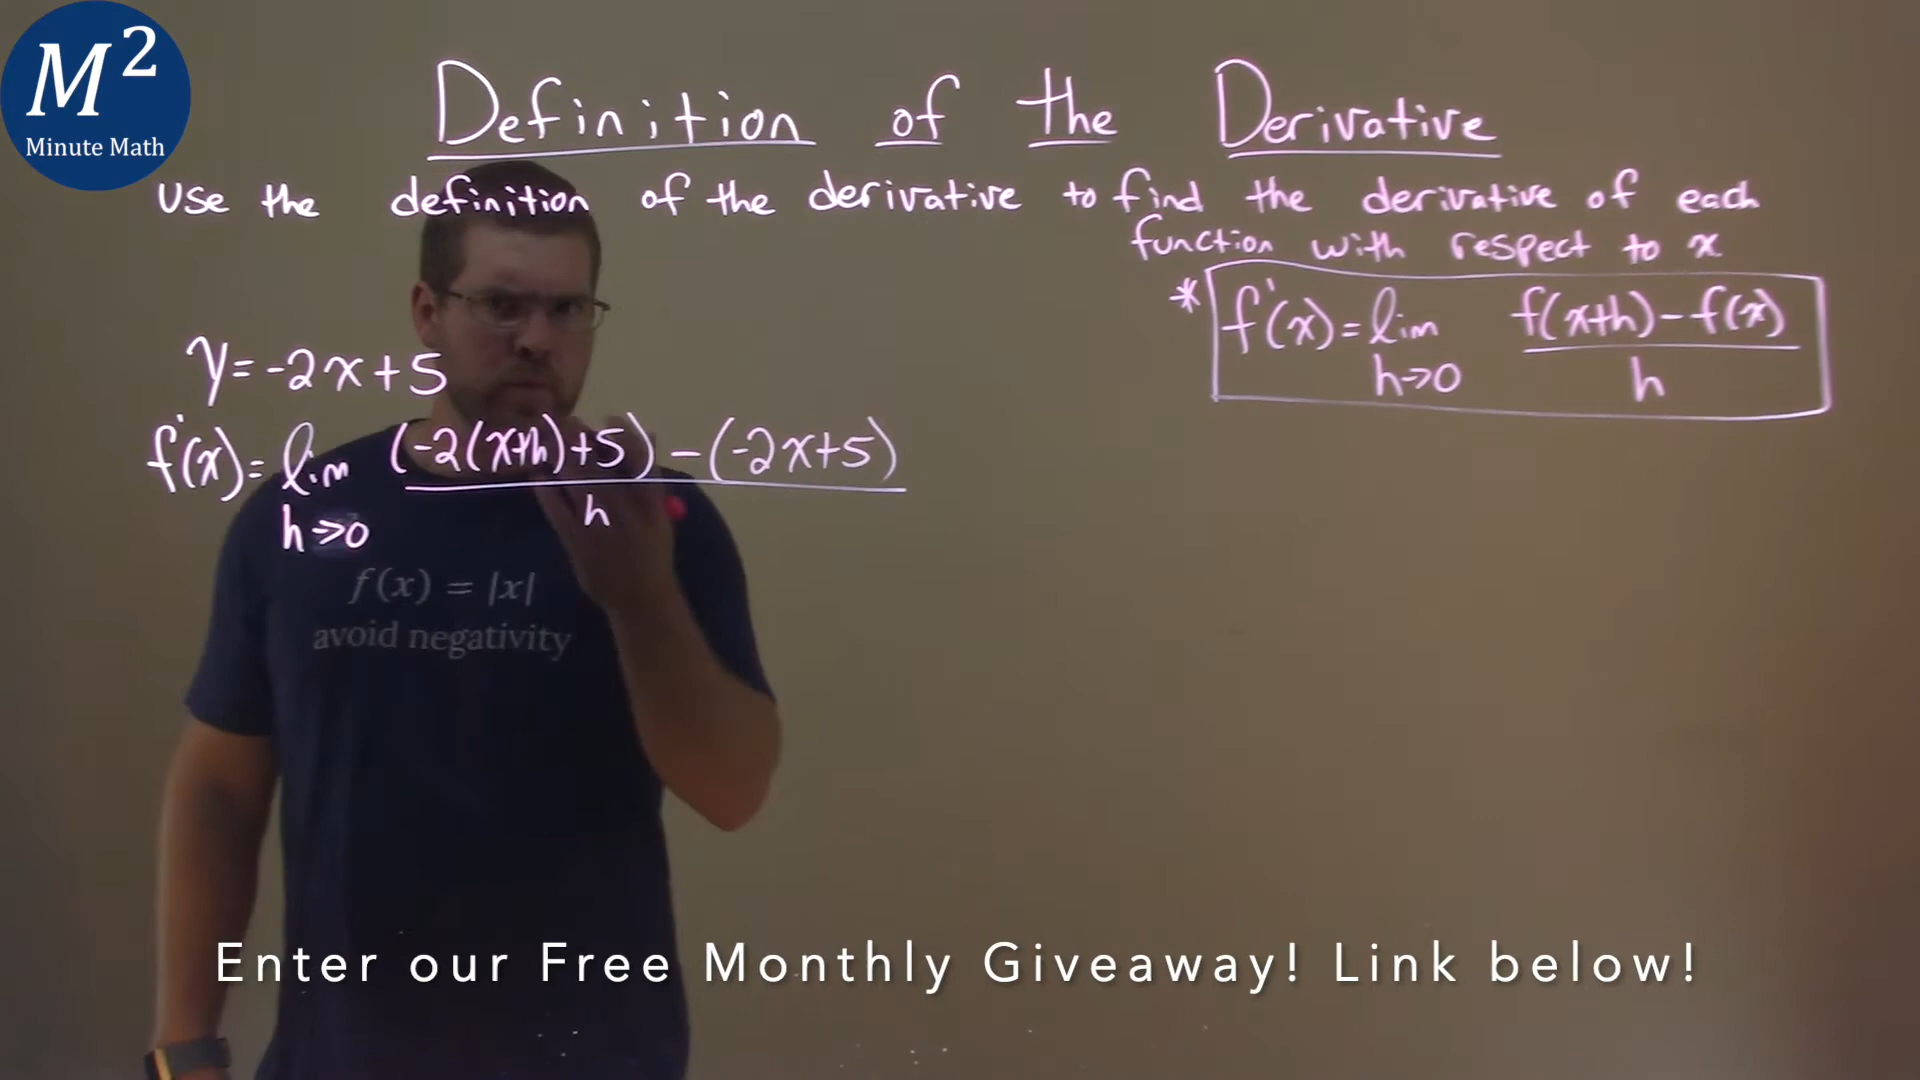 M²
Minute Math
Definition of the Derivative
Use the definition of the derivative to find the derivative of each
function with respect to x
* f'(x) = lim f(x+h) - f(x)
h→0 h
y = -2x+5
f'(x) = lim (-2(x+h)+5) - (-2x+5)
h→0 h
f(x) = |x|
avoid negativity
Enter our Free Monthly Giveaway! Link below!